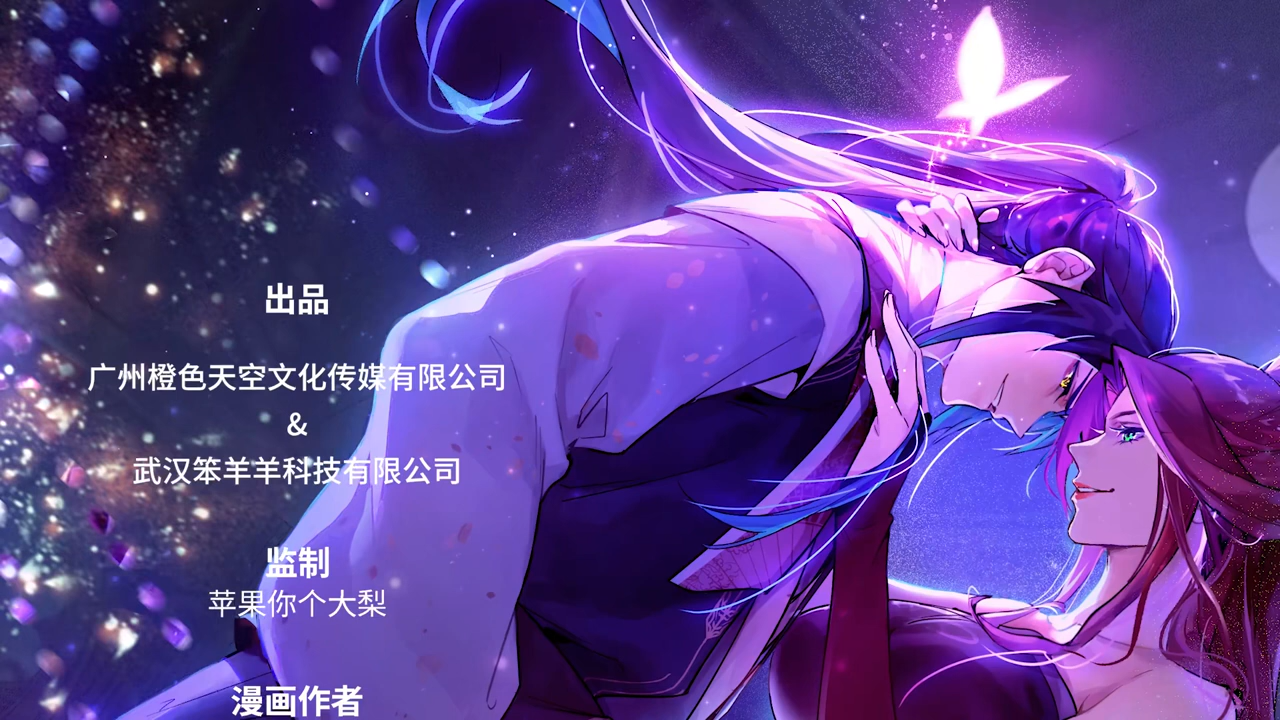 出品
广州橙色天空文化传媒有限公司
&
武汉笨羊羊科技有限公司
监制
苹果你个大梨
漫画作者